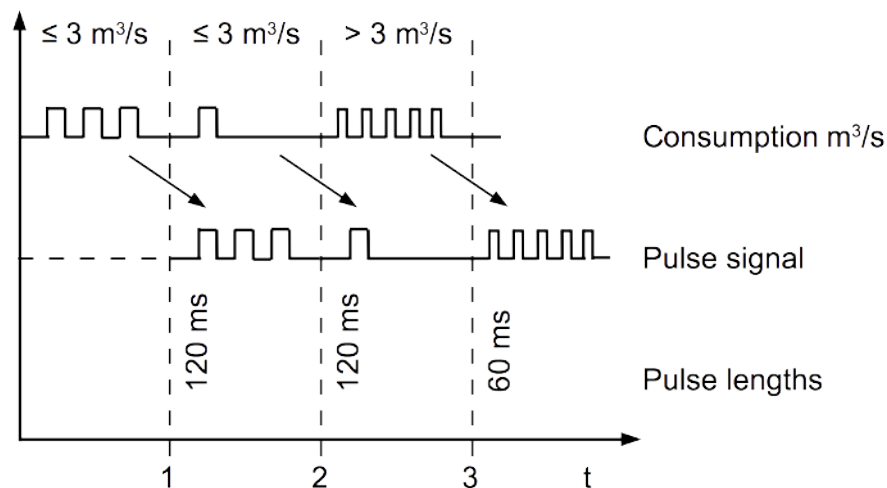 ≤ 3 m³/s ≤ 3 m³/s > 3 m³/s
Consumption m³/s
Pulse signal
120 ms 120 ms 60 ms
Pulse lengths
1 2 3 t